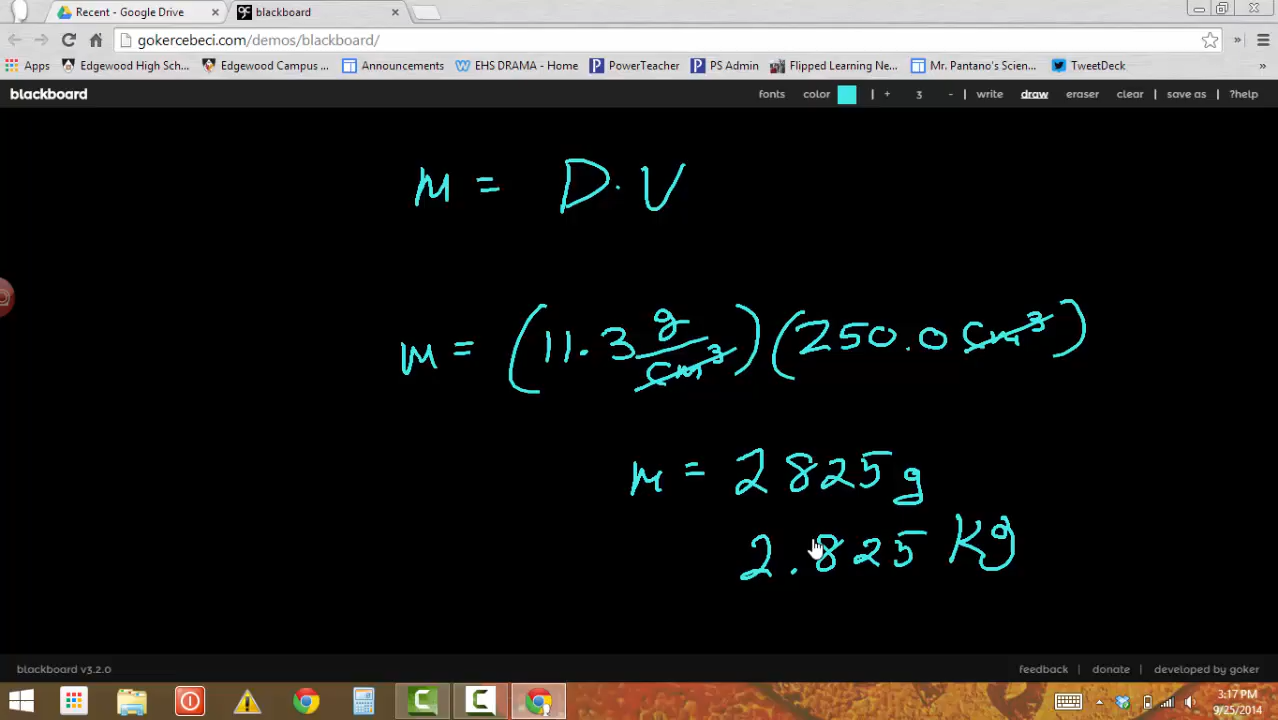 Recent - Google Drive
blackboard
gokercebeci.com/demos/blackboard/
Apps Edgewood High Sch... Edgewood Campus ... Announcements EHS DRAMA - Home PowerTeacher PS Admin Flipped Learning Ne... Mr. Pantano's Scien... TweetDeck »
blackboard fonts color | + 3 - | write draw eraser clear | save as | ?help
M = D · V
m = (11.3 g/cm³)(250.0 cm³)
m = 2825g
2.825 Kg
blackboard v3.2.0 feedback | donate | developed by goker
3:17 PM
9/25/2014